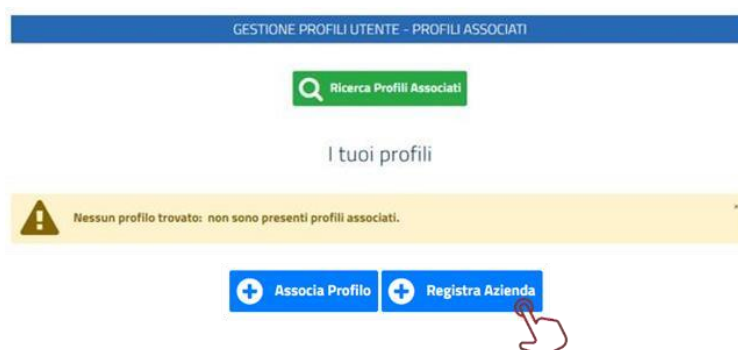 GESTIONE PROFILI UTENTE - PROFILI ASSOCIATI
Ricerca Profili Associati
I tuoi profili
Nessun profilo trovato: non sono presenti profili associati.
Associa Profilo
Registra Azienda